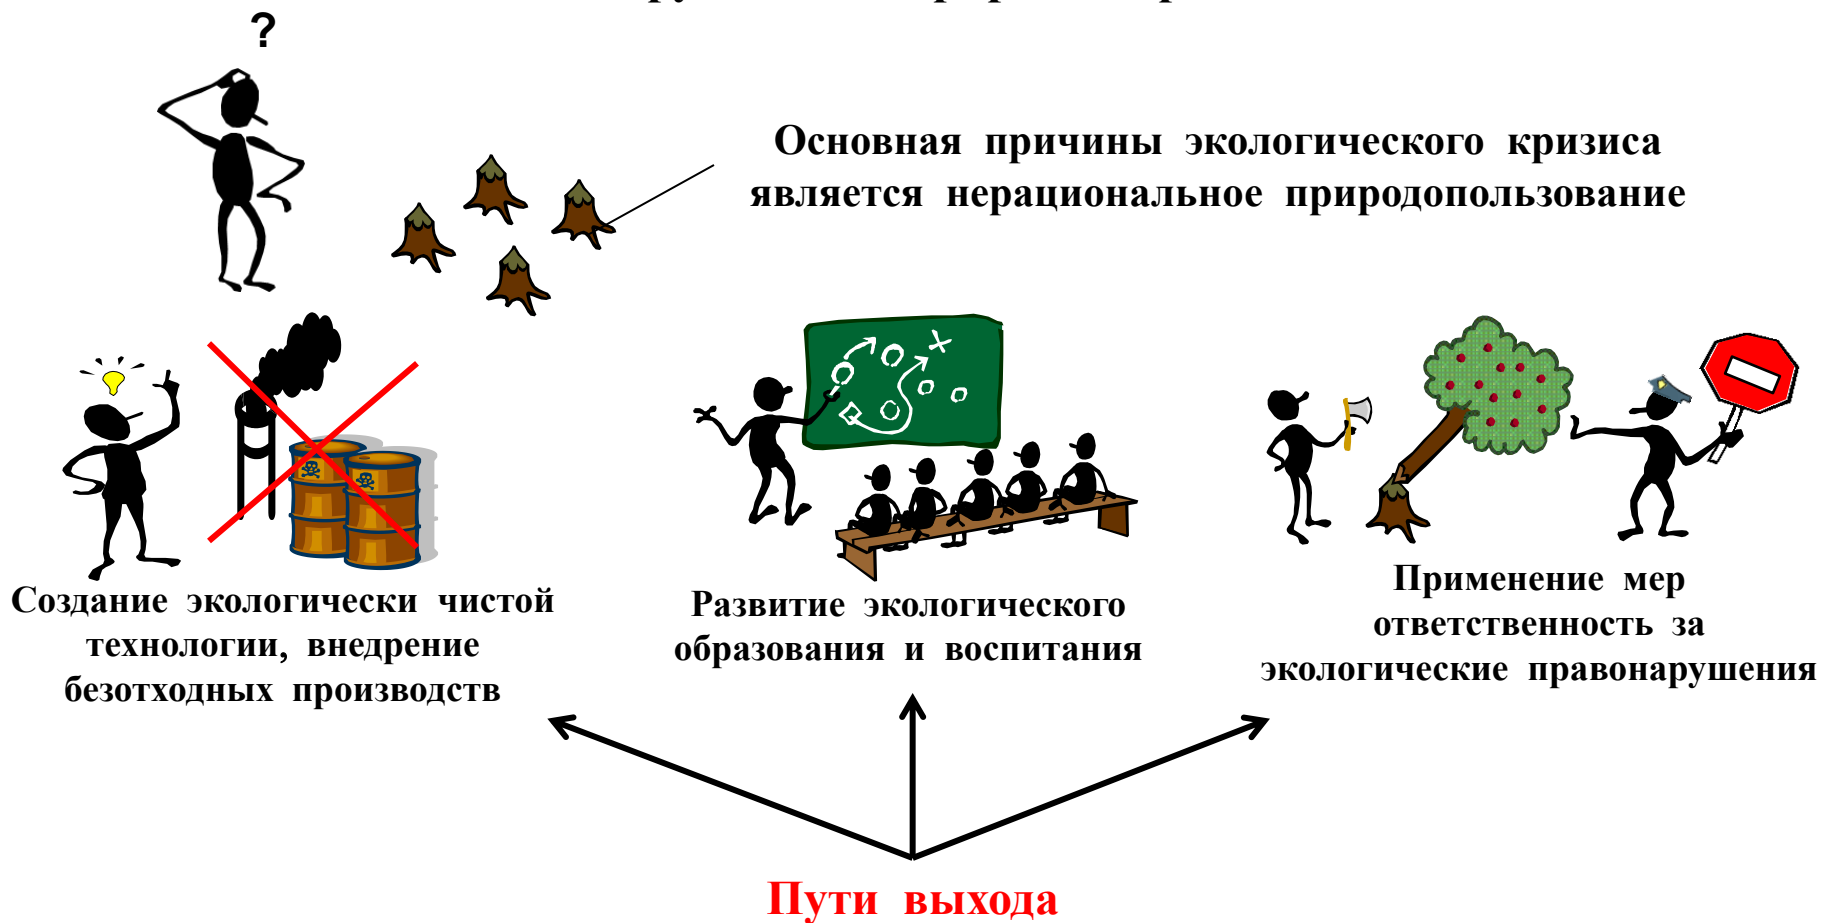 ?
Основная причины экологического кризиса
является нерациональное природопользование
Создание экологически чистой
технологии, внедрение
безотходных производств
Развитие экологического
образования и воспитания
Применение мер
ответственность за
экологические правонарушения
Пути выхода